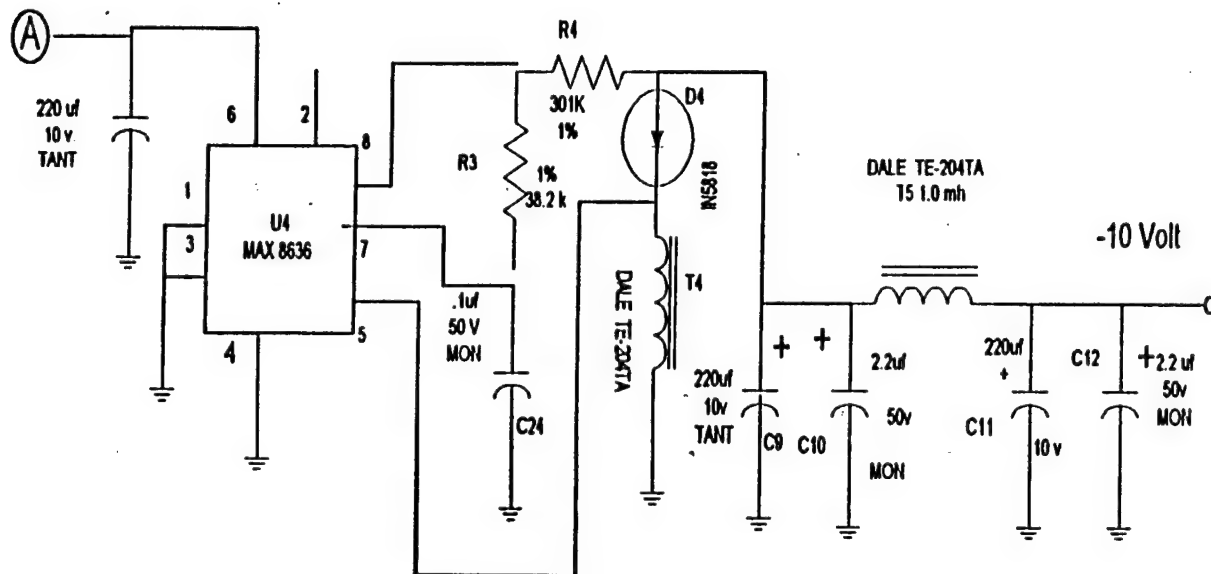 A
220 uf
10 v.
TANT
6
2
8
1
3
U4
MAX 8636
7
5
4
R4
301K
1%
R3
1%
38.2 k
.1uf
50 V
MON
C24
D4
IN5818
T4
DALE TE-204TA
DALE TE-204TA
T5 1.0 mh
-10 Volt
220uf
10v
TANT
C9
+
+
2.2uf
50v
C10
MON
220uf
+
C11
10 v
C12
+
2.2 uf
50v
MON